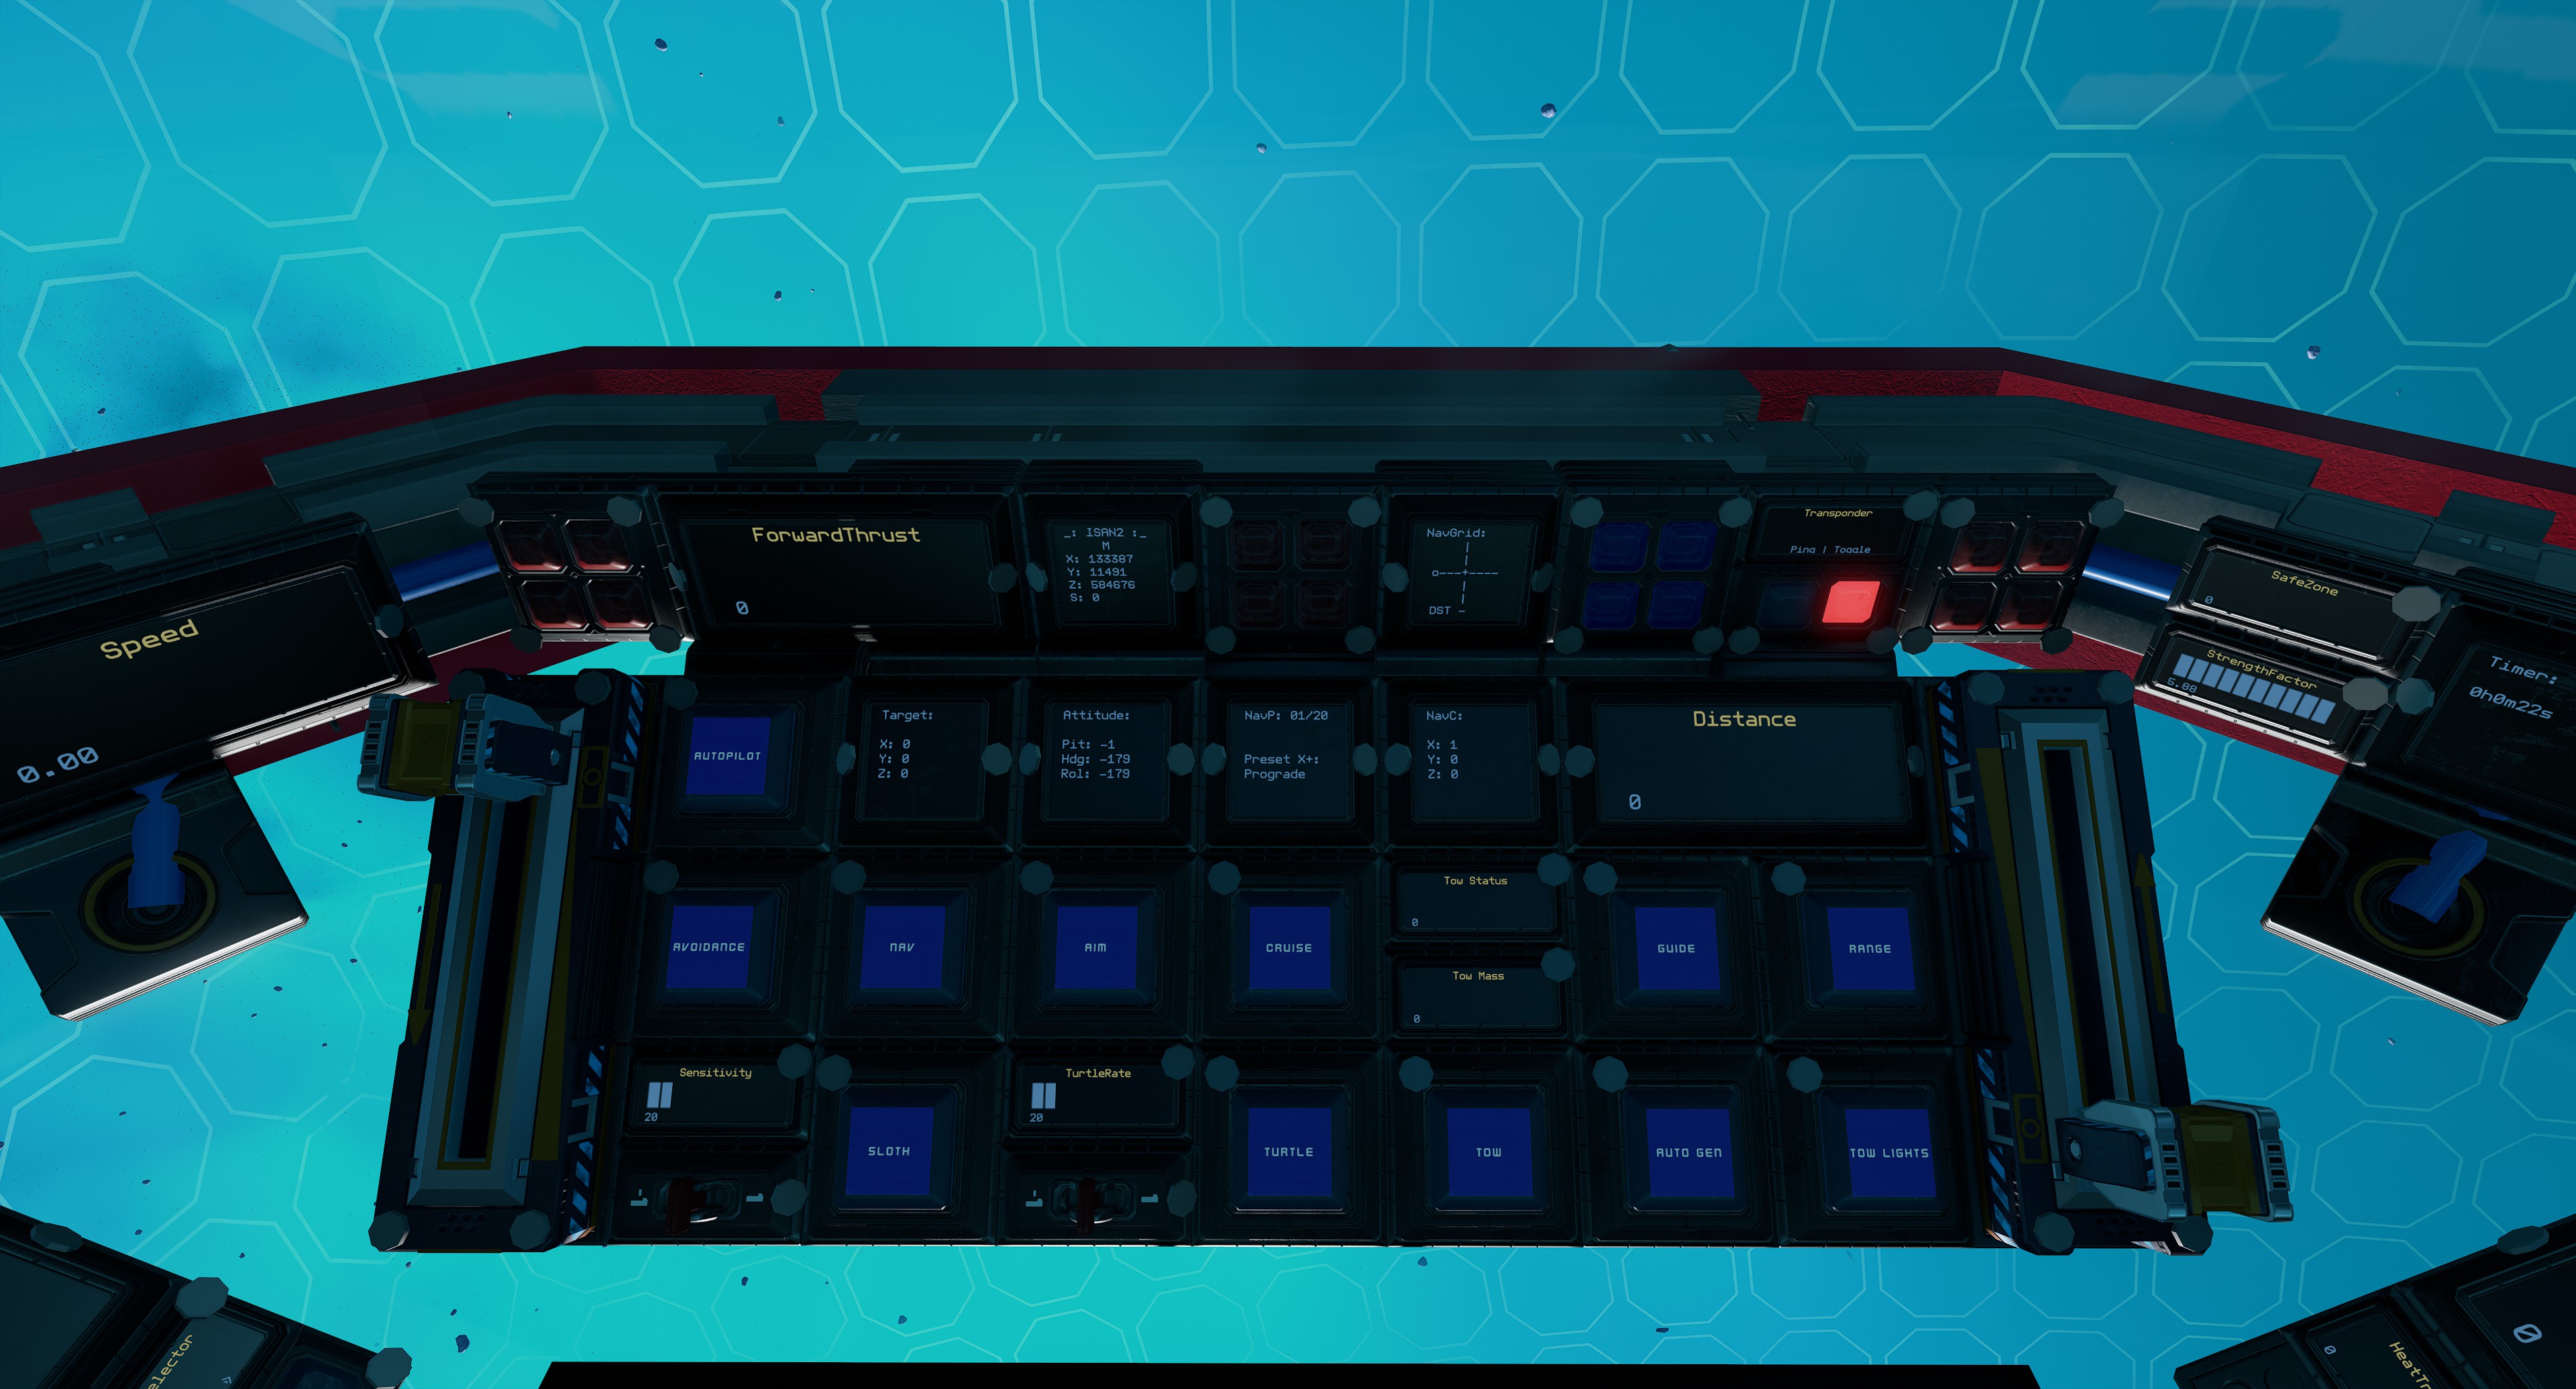 ForwardThrust
0
_: ISAN2 :_
M
X: 133387
Y: 11491
Z: 584676
S: 0
NavGrid:
|
|
o---+----
|
|
DST -
Transponder
Ping | Toggle
Speed
0.00
SafeZone
0
StrengthFactor
5.88
Timer:
0h0m22s
AUTOPILOT
Target:
X: 0
Y: 0
Z: 0
Attitude:
Pit: -1
Hdg: -179
Rol: -179
NavP: 01/20
Preset X+:
Prograde
NavC:
X: 1
Y: 0
Z: 0
Distance
0
AVOIDANCE
NAV
AIM
CRUISE
Tow Status
0
Tow Mass
0
GUIDE
RANGE
Sensitivity
20
SLOTH
TurtleRate
20
TURTLE
TOW
AUTO GEN
TOW LIGHTS
0
0